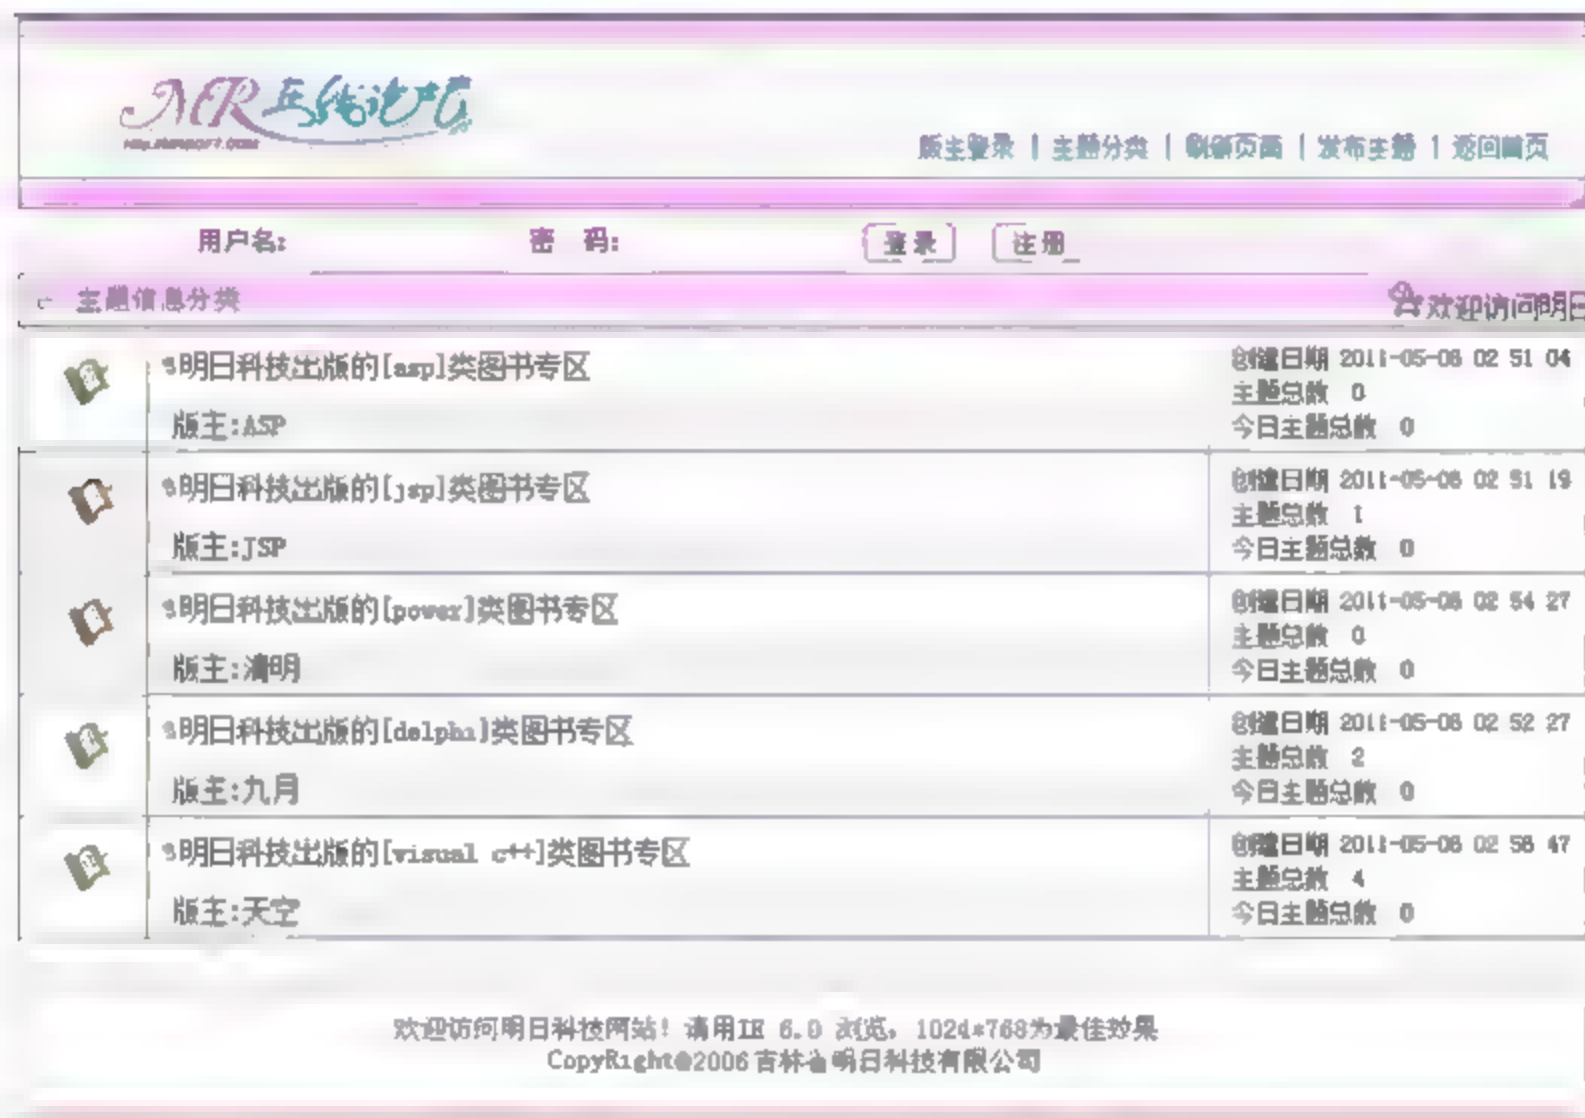 MR在线论坛
版主登录 | 主题分类 | 刷新页面 | 发布主题 | 返回首页
用户名: 密 码: 登录 注册
主题信息分类 欢迎访问明日
明日科技出版的[asp]类图书专区
版主:ASP
创建日期 2011-05-06 02 51 04
主题总数 0
今日主题总数 0
明日科技出版的[jsp]类图书专区
版主:JSP
创建日期 2011-05-06 02 51 19
主题总数 1
今日主题总数 0
明日科技出版的[power]类图书专区
版主:清明
创建日期 2011-05-06 02 54 27
主题总数 0
今日主题总数 0
明日科技出版的[delphi]类图书专区
版主:九月
创建日期 2011-05-06 02 52 27
主题总数 2
今日主题总数 0
明日科技出版的[visual c++]类图书专区
版主:天空
创建日期 2011-05-06 02 58 47
主题总数 4
今日主题总数 0
欢迎访问明日科技网站! 请用IE 6.0 浏览, 1024*768为最佳效果
CopyRight@2006吉林省明日科技有限公司